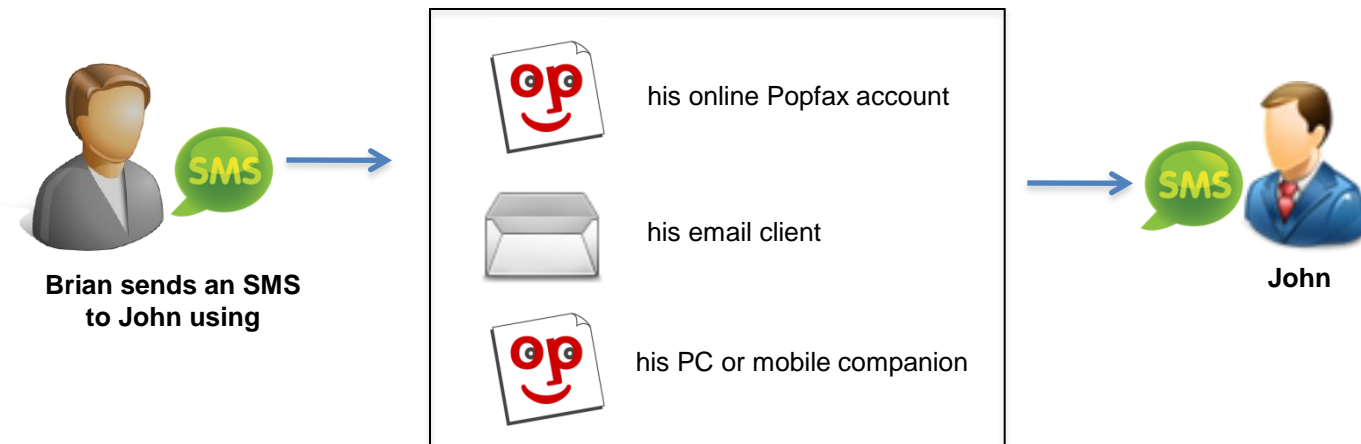 SMS
Brian sends an SMS
to John using
op
his online Popfax account
his email client
op
his PC or mobile companion
SMS
John